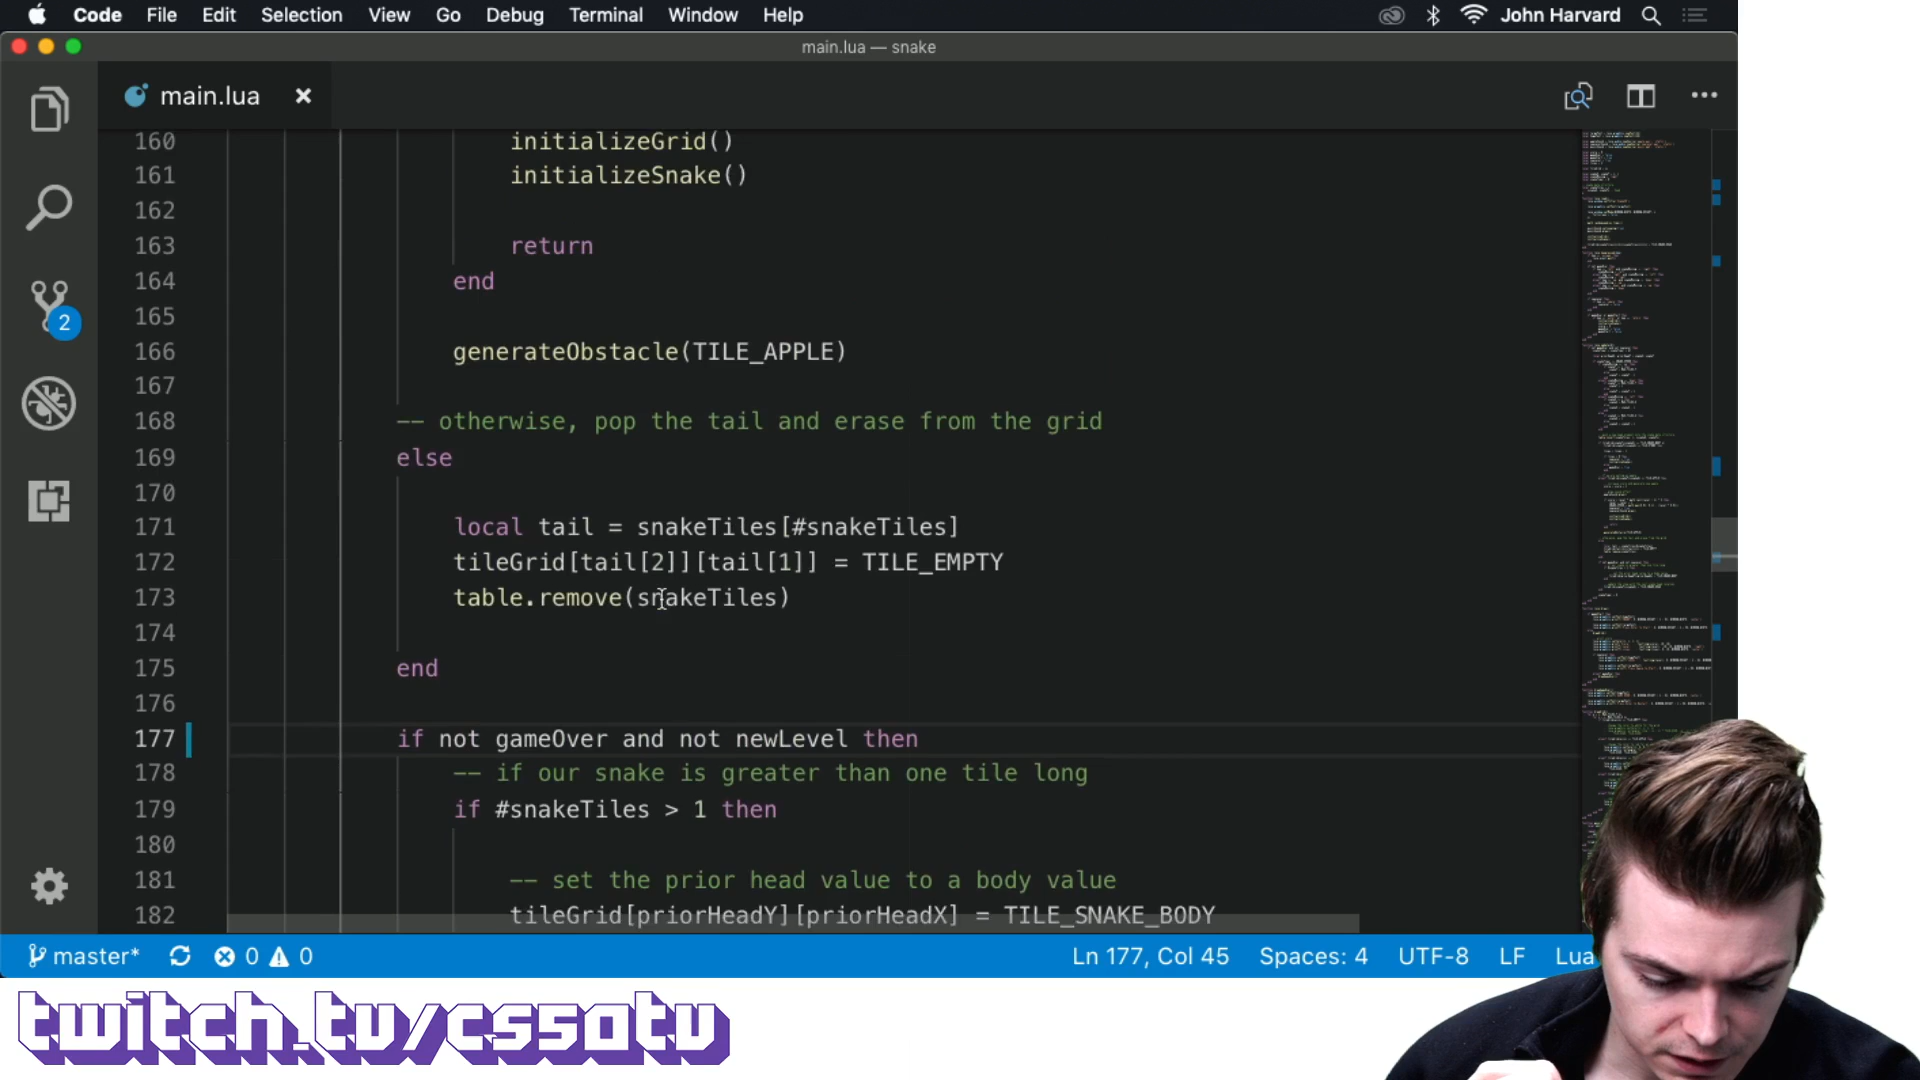 Code File Edit Selection View Go Debug Terminal Window Help John Harvard
main.lua — snake
main.lua
160 initializeGrid()
161 initializeSnake()
162
163 return
164 end
165
166 generateObstacle(TILE_APPLE)
167
168 -- otherwise, pop the tail and erase from the grid
169 else
170
171 local tail = snakeTiles[#snakeTiles]
172 tileGrid[tail[2]][tail[1]] = TILE_EMPTY
173 table.remove(snakeTiles)
174
175 end
176
177 if not gameOver and not newLevel then
178 -- if our snake is greater than one tile long
179 if #snakeTiles > 1 then
180
181 -- set the prior head value to a body value
182 tileGrid[priorHeadY][priorHeadX] = TILE_SNAKE_BODY
2
master* 0 0 Ln 177, Col 45 Spaces: 4 UTF-8 LF Lua
twitch.tv/cs50tv